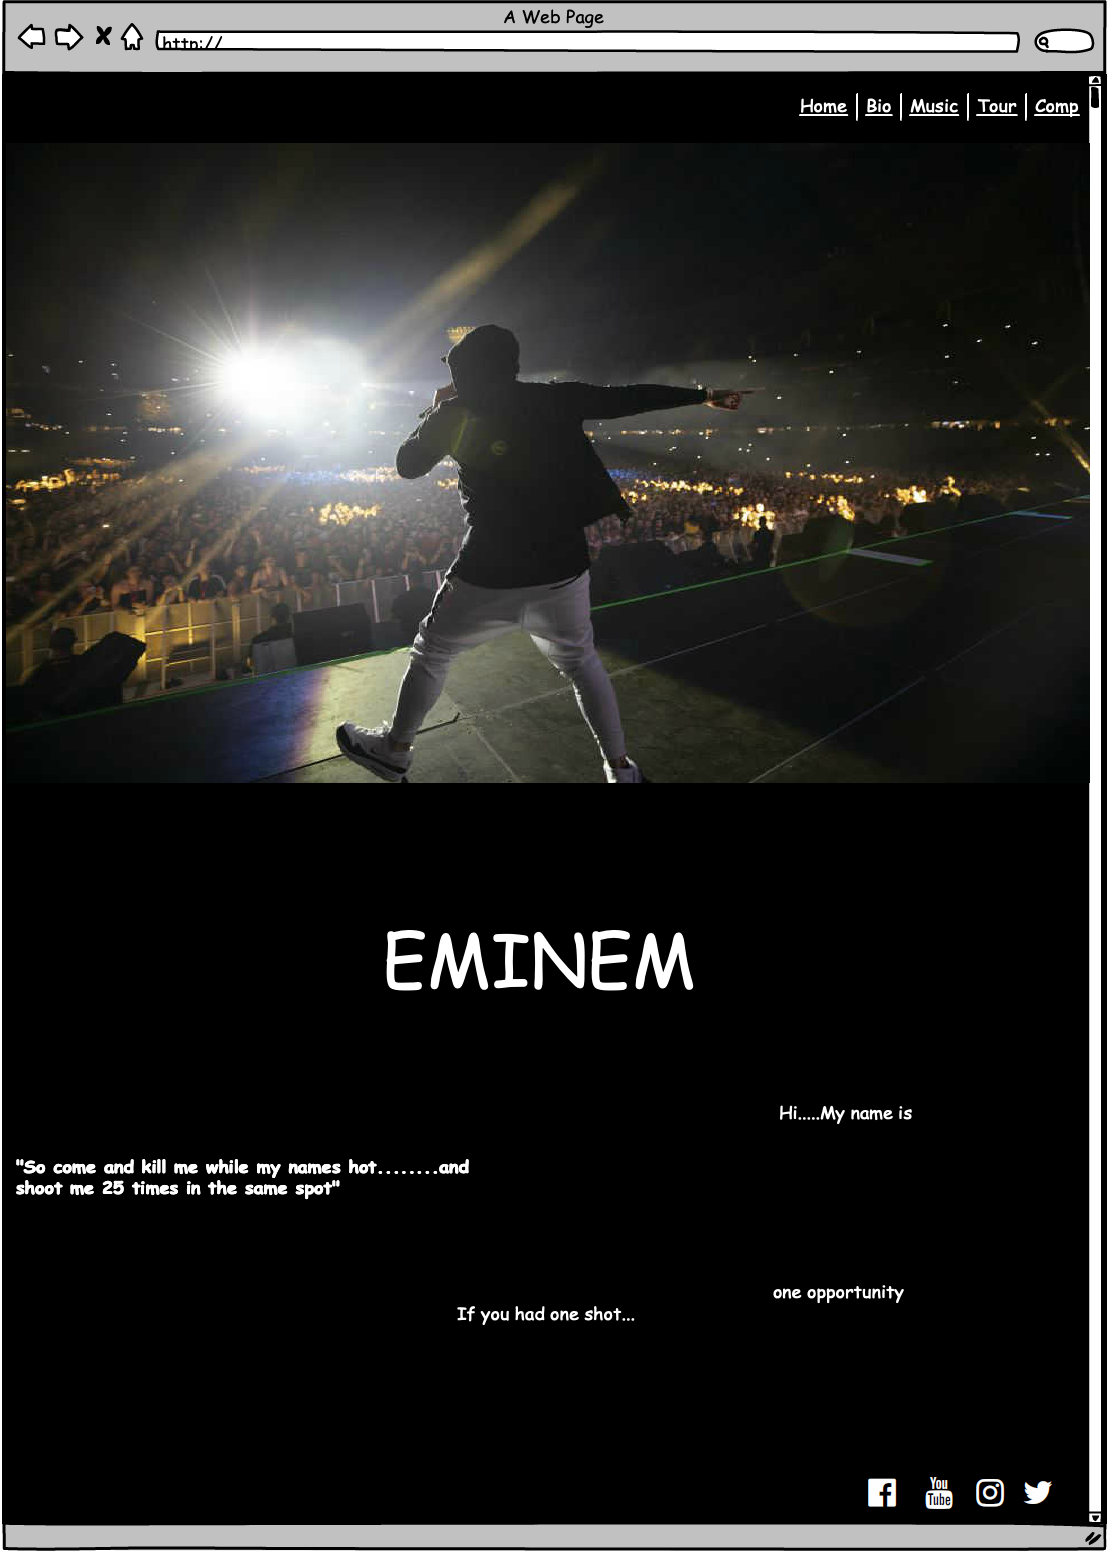 A Web Page
http://
Home Bio Music Tour Comp
EMINEM
Hi.....My name is
"So come and kill me while my names hot........and
shoot me 25 times in the same spot"
one opportunity
If you had one shot...
You
Tube